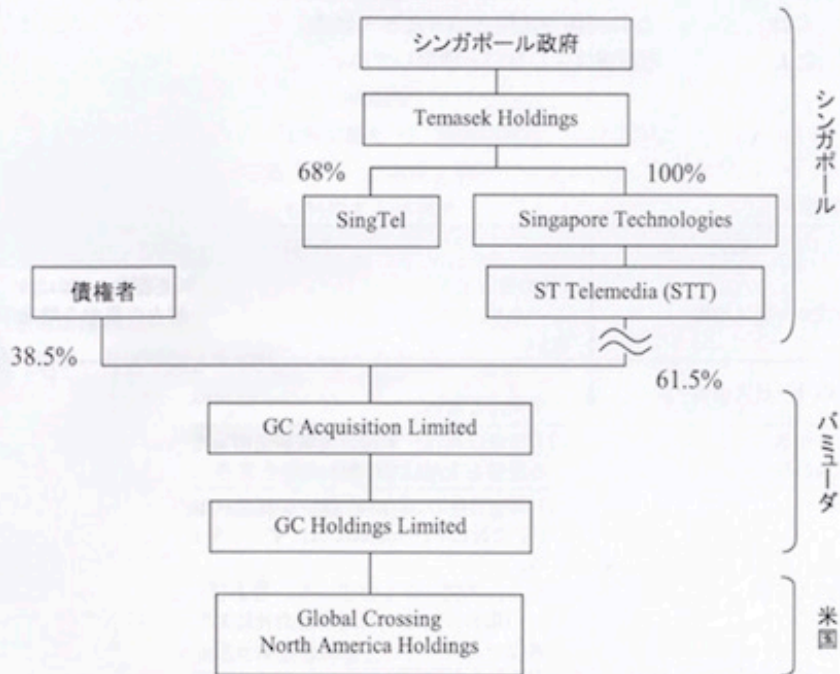 シンガポール政府
Temasek Holdings
68%
100%
SingTel
Singapore Technologies
ST Telemedia (STT)
シンガポール
債権者
38.5%
61.5%
GC Acquisition Limited
GC Holdings Limited
バミューダ
Global Crossing
North America Holdings
米国